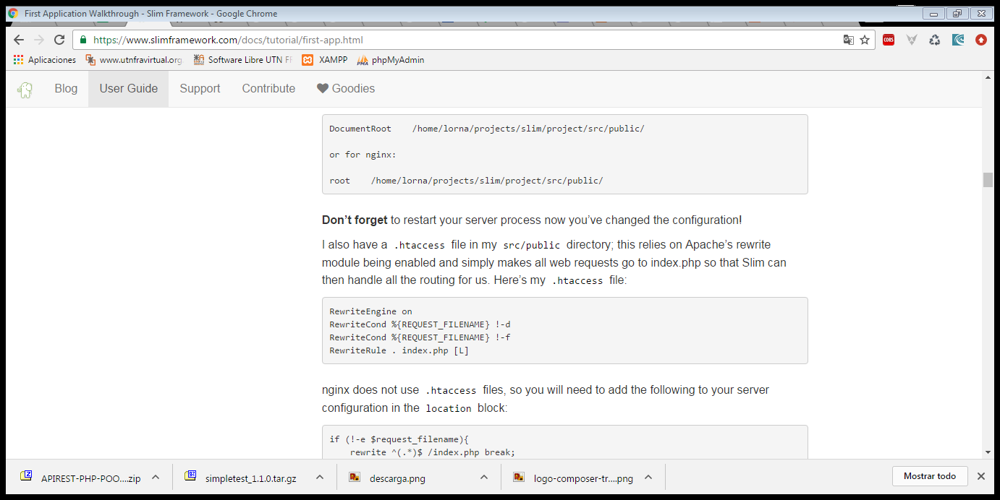 First Application Walkthrough - Slim Framework - Google Chrome
https://www.slimframework.com/docs/tutorial/first-app.html
CORS
Aplicaciones www.utnfravirtual.org Software Libre UTN FR XAMPP PMA phpMyAdmin
Blog User Guide Support Contribute Goodies
DocumentRoot    /home/lorna/projects/slim/project/src/public/
or for nginx:
root    /home/lorna/projects/slim/project/src/public/
Don’t forget to restart your server process now you’ve changed the configuration!
I also have a .htaccess file in my src/public directory; this relies on Apache’s rewrite
module being enabled and simply makes all web requests go to index.php so that Slim can
then handle all the routing for us. Here’s my .htaccess file:
RewriteEngine on
RewriteCond %{REQUEST_FILENAME} !-d
RewriteCond %{REQUEST_FILENAME} !-f
RewriteRule . index.php [L]
nginx does not use .htaccess files, so you will need to add the following to your server
configuration in the location block:
if (!-e $request_filename){
    rewrite ^(.*)$ /index.php break;
APIREST-PHP-POO....zip simpletest_1.1.0.tar.gz descarga.png logo-composer-tr....png Mostrar todo